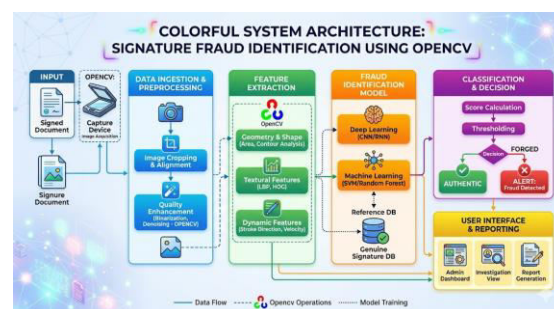 COLORFUL SYSTEM ARCHITECTURE:
SIGNATURE FRAUD IDENTIFICATION USING OPENCV
INPUT
Signed
Document
Signure
Document
OPENCV:
Capture
Device
Image Acquisition
DATA INGESTION &
PREPROCESSING
Image Cropping
& Alignment
Quality
Enhancement
(Binarization,
Denoising - OPENCV)
FEATURE
EXTRACTION
OpenCV
Geometry & Shape
(Area, Contour Analysis)
Textural Features
(LBP, HOG)
Dynamic Features
(Stroke Direction, Velocity)
FRAUD
IDENTIFICATION
MODEL
Deep Learning
(CNN/RNN)
Machine Learning
(SVM/Random Forest)
Reference DB
Genuine
Signature DB
CLASSIFICATION
& DECISION
Score Calculation
Thresholding
Decision
FORGED
AUTHENTIC
ALERT:
Fraud Detected
USER INTERFACE
& REPORTING
Admin
Dashboard
Investigation
View
Report
Generation
Data Flow
Opencv Operations
Model Training